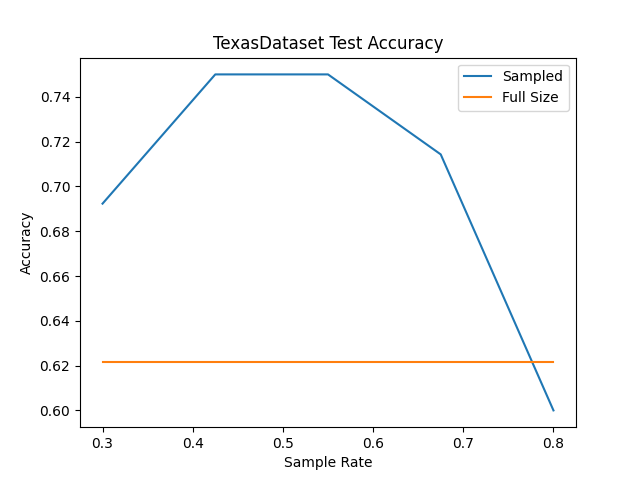 TexasDataset Test Accuracy
Sampled
Full Size
Accuracy
0.74
0.72
0.70
0.68
0.66
0.64
0.62
0.60
0.3 0.4 0.5 0.6 0.7 0.8
Sample Rate